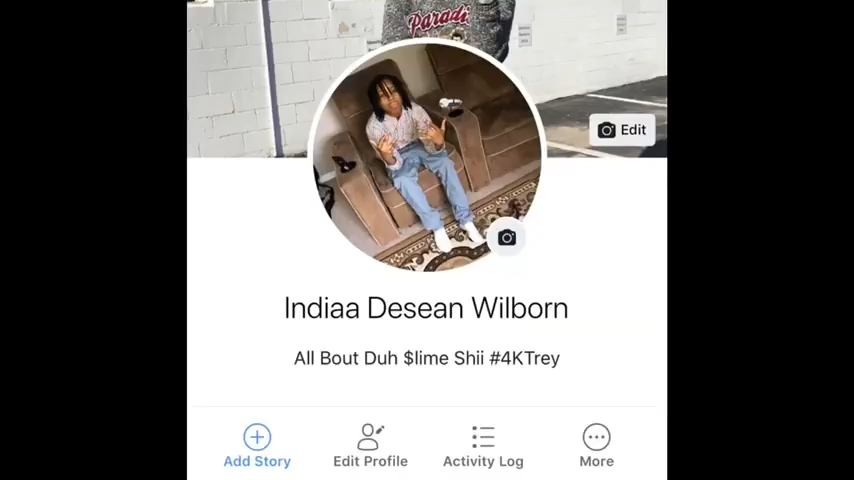 Paradi
Edit
Indiaa Desean Wilborn
All Bout Duh $lime Shii #4KTrey
Add Story
Edit Profile
Activity Log
More